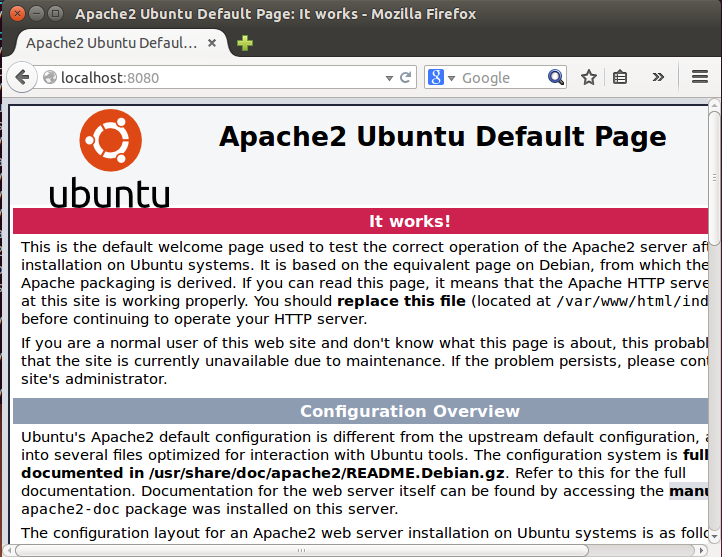 Apache2 Ubuntu Default Page: It works - Mozilla Firefox
Apache2 Ubuntu Defaul...
localhost:8080
Google
ubuntu
Apache2 Ubuntu Default Page
It works!
This is the default welcome page used to test the correct operation of the Apache2 server
installation on Ubuntu systems. It is based on the equivalent page on Debian, from which the
Apache packaging is derived. If you can read this page, it means that the Apache HTTP
at this site is working properly. You should replace this file (located at /var/www/html/
before continuing to operate your HTTP server.
If you are a normal user of this web site and don't know what this page is about, this
that the site is currently unavailable due to maintenance. If the problem persists, please
site's administrator.
Configuration Overview
Ubuntu's Apache2 default configuration is different from the upstream default configuration,
into several files optimized for interaction with Ubuntu tools. The configuration system is
documented in /usr/share/doc/apache2/README.Debian.gz. Refer to this for the full
documentation. Documentation for the web server itself can be found by accessing the
apache2-doc package was installed on this server.
The configuration layout for an Apache2 web server installation on Ubuntu systems is as